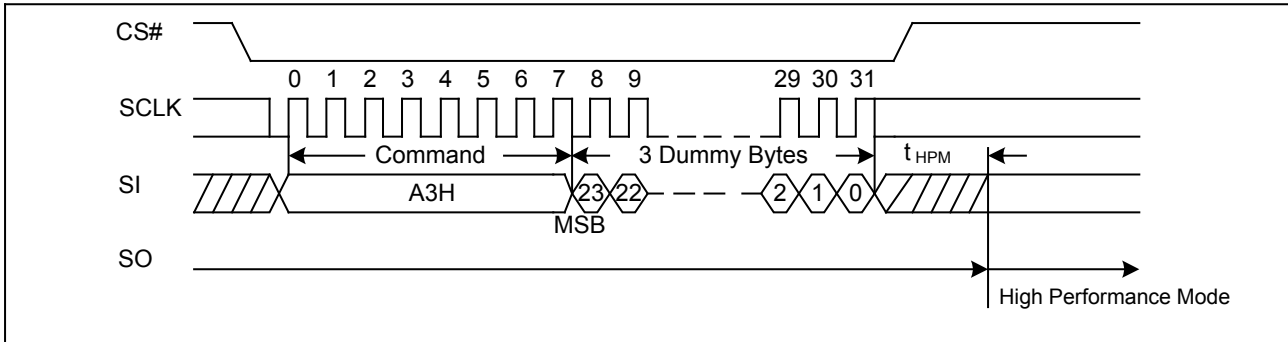 CS#
0 1 2 3 4 5 6 7 8 9 29 30 31
SCLK
Command 3 Dummy Bytes tHPM
SI A3H 23 22 2 1 0
MSB
SO
High Performance Mode